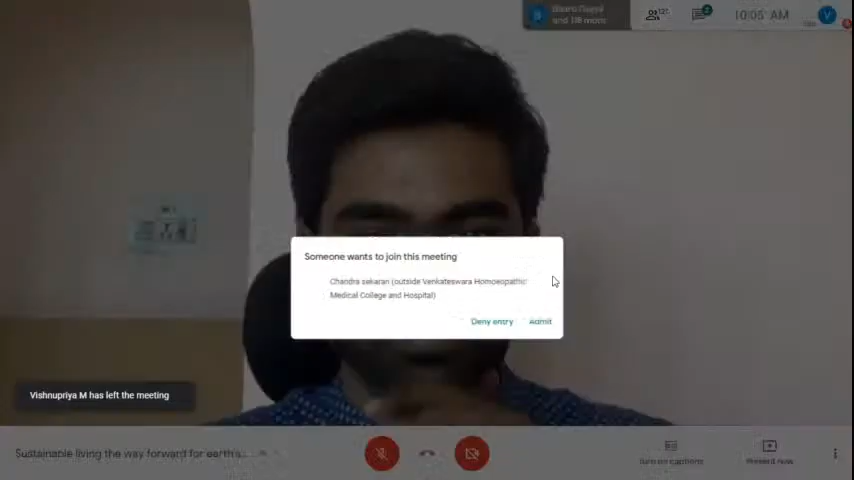 and 118 more
121
2
10:05 AM
V
Someone wants to join this meeting
Chandra sekaran (outside Venkateswara Homoeopathic
Medical College and Hospital)
Deny entry Admit
Vishnupriya M has left the meeting
Sustainable living the way forward for earth's...
Turn on captions
Present now